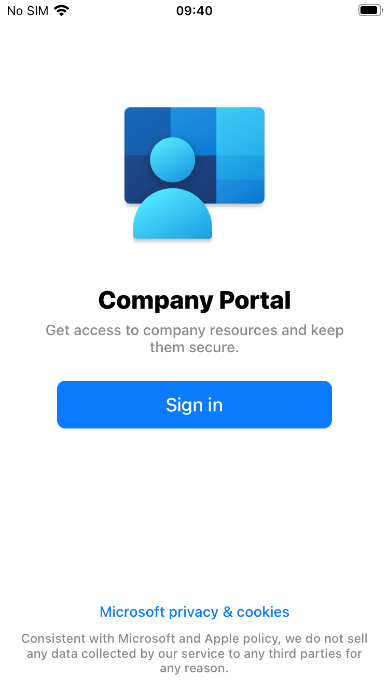 No SIM 09:40
Company Portal
Get access to company resources and keep
them secure.
Sign in
Microsoft privacy & cookies
Consistent with Microsoft and Apple policy, we do not sell
any data collected by our service to any third parties for
any reason.